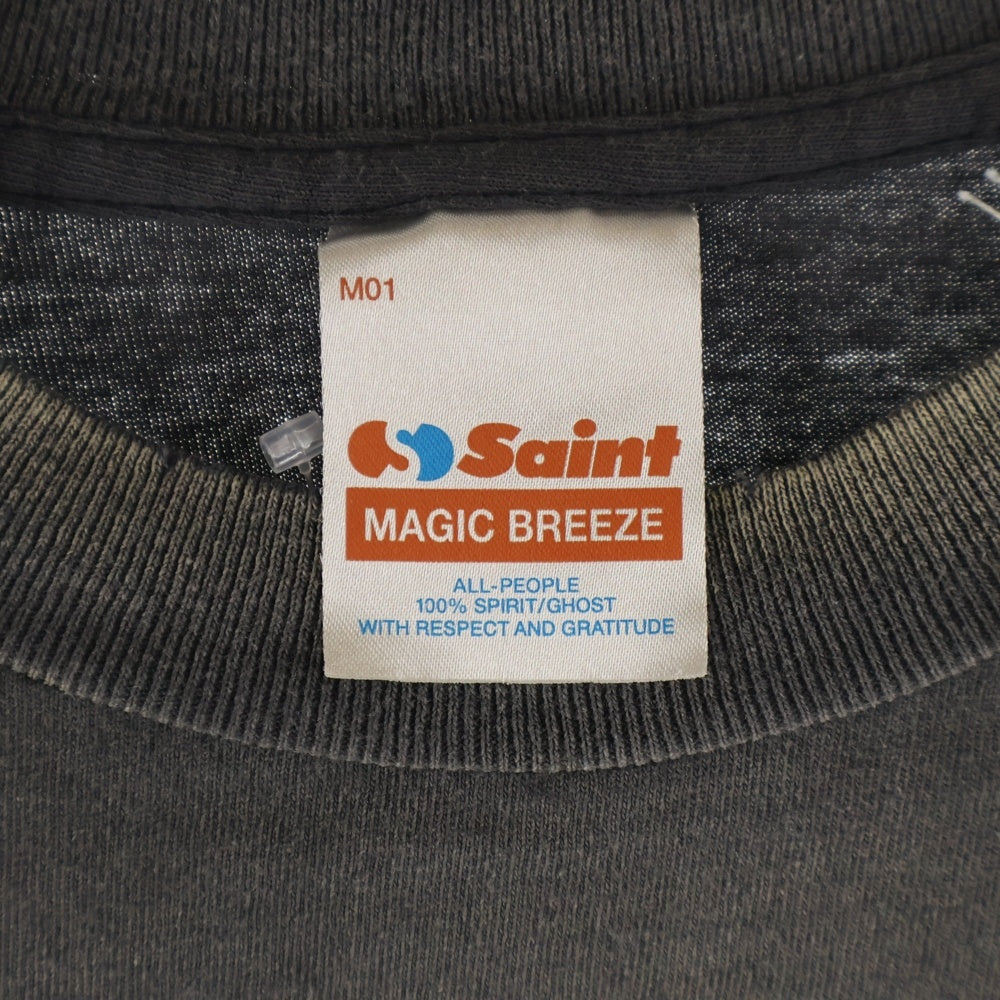 M01
Saint
MAGIC BREEZE
ALL-PEOPLE
100% SPIRIT/GHOST
WITH RESPECT AND GRATITUDE